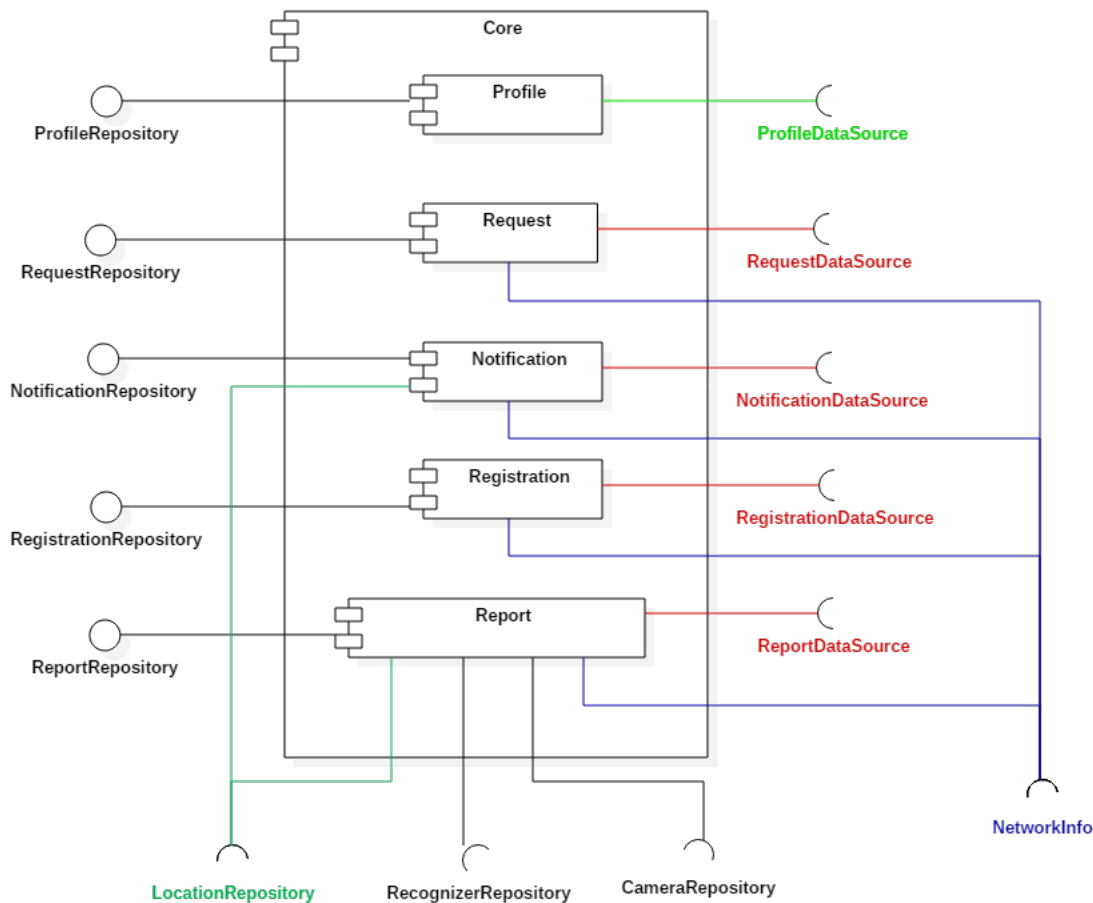 Core
Profile
ProfileRepository
ProfileDataSource
Request
RequestRepository
RequestDataSource
Notification
NotificationRepository
NotificationDataSource
Registration
RegistrationRepository
RegistrationDataSource
Report
ReportRepository
ReportDataSource
NetworkInfo
LocationRepository
RecognizerRepository
CameraRepository